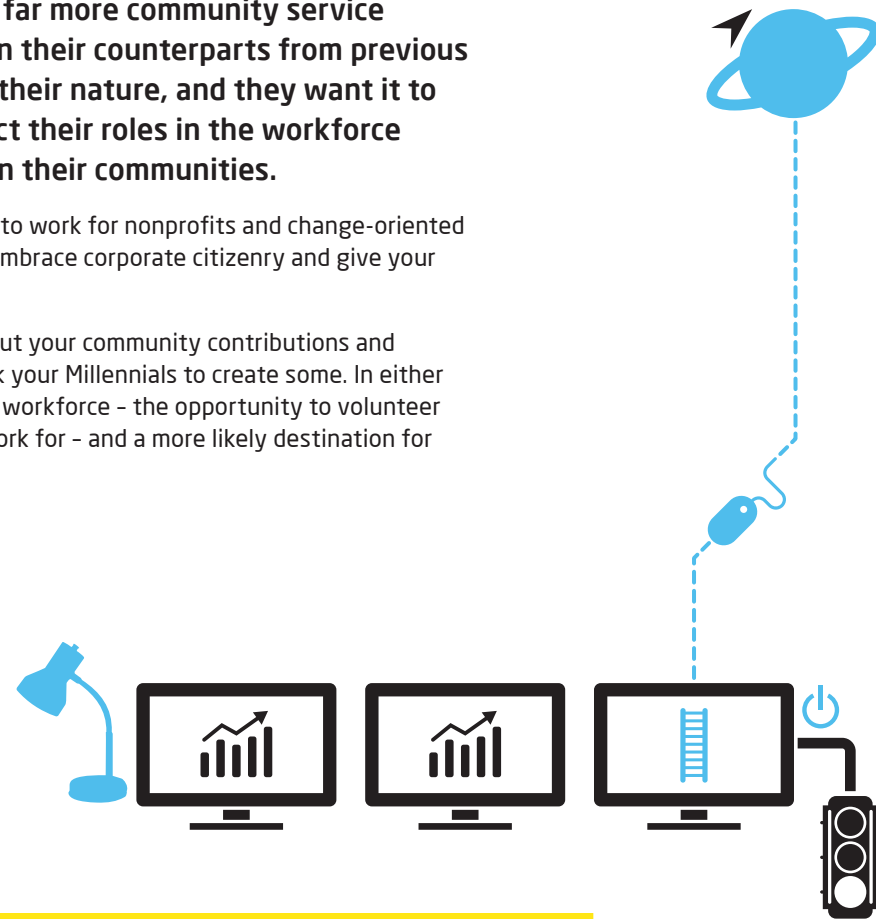 far more community service
n their counterparts from previous
their nature, and they want it to
ct their roles in the workforce
n their communities.
to work for nonprofits and change-oriented
mbrace corporate citizenry and give your
ut your community contributions and
k your Millennials to create some. In either
workforce – the opportunity to volunteer
ork for – and a more likely destination for